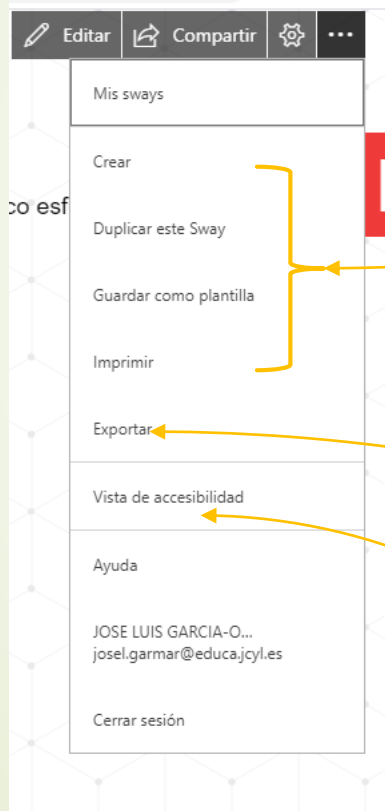 Editar Compartir ...
Mis sways
Crear
co esf
Duplicar este Sway
Guardar como plantilla
Imprimir
Exportar
Vista de accesibilidad
Ayuda
JOSE LUIS GARCIA-O...
josel.garmar@educa.jcyl.es
Cerrar sesión